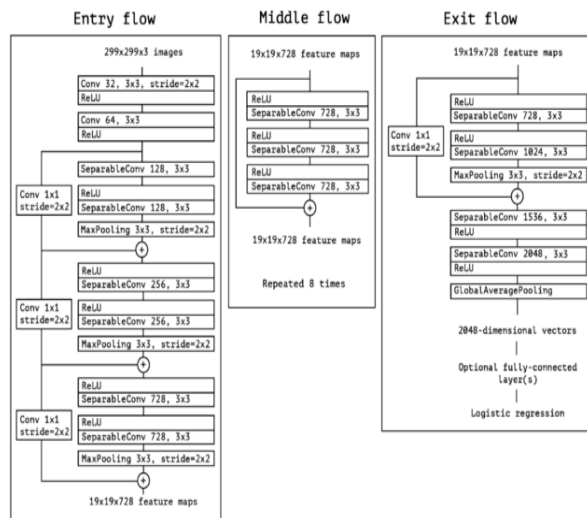 Entry flow
299x299x3 images
Conv 32, 3x3, stride=2x2
ReLU
Conv 64, 3x3
ReLU
SeparableConv 128, 3x3
Conv 1x1
stride=2x2
ReLU
SeparableConv 128, 3x3
MaxPooling 3x3, stride=2x2
+
ReLU
SeparableConv 256, 3x3
Conv 1x1
stride=2x2
ReLU
SeparableConv 256, 3x3
MaxPooling 3x3, stride=2x2
+
ReLU
SeparableConv 728, 3x3
Conv 1x1
stride=2x2
ReLU
SeparableConv 728, 3x3
MaxPooling 3x3, stride=2x2
+
19x19x728 feature maps
Middle flow
19x19x728 feature maps
ReLU
SeparableConv 728, 3x3
ReLU
SeparableConv 728, 3x3
ReLU
SeparableConv 728, 3x3
+
19x19x728 feature maps
Repeated 8 times
Exit flow
19x19x728 feature maps
ReLU
SeparableConv 728, 3x3
Conv 1x1
stride=2x2
ReLU
SeparableConv 1024, 3x3
MaxPooling 3x3, stride=2x2
+
SeparableConv 1536, 3x3
ReLU
SeparableConv 2048, 3x3
ReLU
GlobalAveragePooling
2048-dimensional vectors
Optional fully-connected
layer(s)
Logistic regression